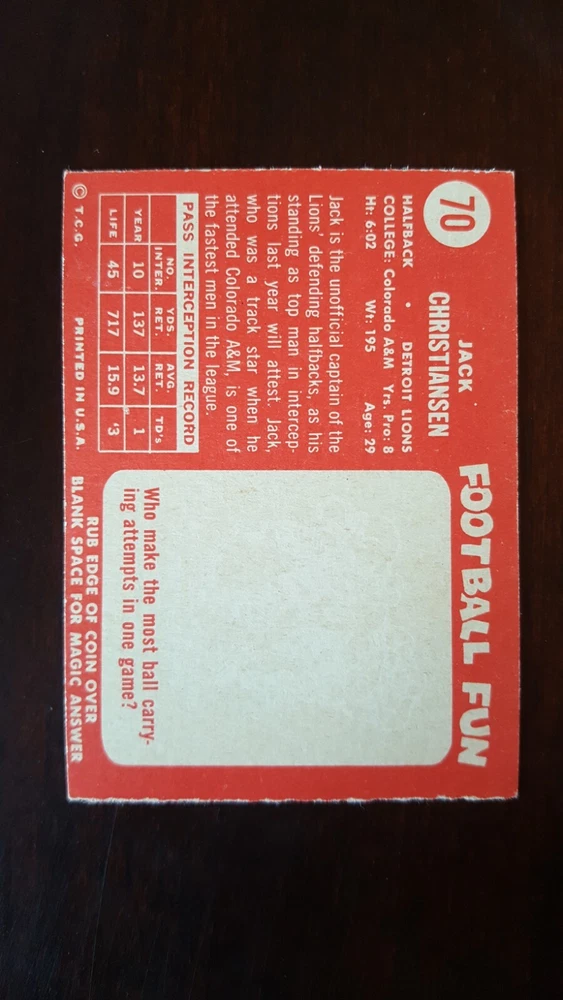 70
JACK
CHRISTIANSEN
HALFBACK • DETROIT LIONS
COLLEGE: Colorado A&M Yrs. Pro: 8
Ht: 6:02 Wt: 195 Age: 29
Jack is the unofficial captain of the
Lions' defending halfbacks, as his
standing as top man in intercep-
tions last year will attest. Jack,
who was a track star when he
attended Colorado A&M, is one of
the fastest men in the league.
PASS INTERCEPTION RECORD
NO. INTER. YDS. RET. AVG. RET. TD's
YEAR 10 137 13.7 1
LIFE 45 717 15.9 3
© T.C.G. PRINTED IN U.S.A.
FOOTBALL FUN
Who make the most ball carry-
ing attempts in one game?
RUB EDGE OF COIN OVER
BLANK SPACE FOR MAGIC ANSWER